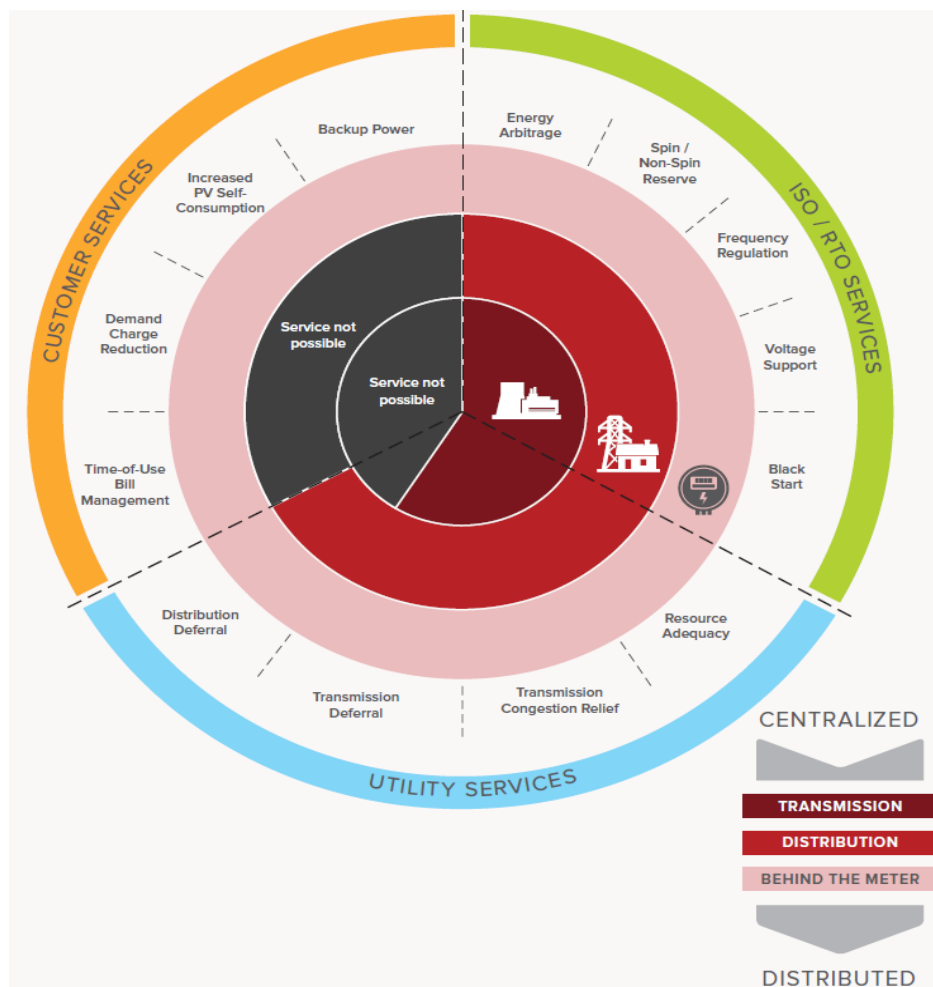 CUSTOMER SERVICES
Backup Power
Increased
PV Self-
Consumption
Demand
Charge
Reduction
Time-of-Use
Bill
Management
ISO / RTO SERVICES
Energy
Arbitrage
Spin /
Non-Spin
Reserve
Frequency
Regulation
Voltage
Support
Black
Start
Service not
possible
Service not
possible
Distribution
Deferral
Transmission
Deferral
Transmission
Congestion Relief
Resource
Adequacy
UTILITY SERVICES
CENTRALIZED
TRANSMISSION
DISTRIBUTION
BEHIND THE METER
DISTRIBUTED